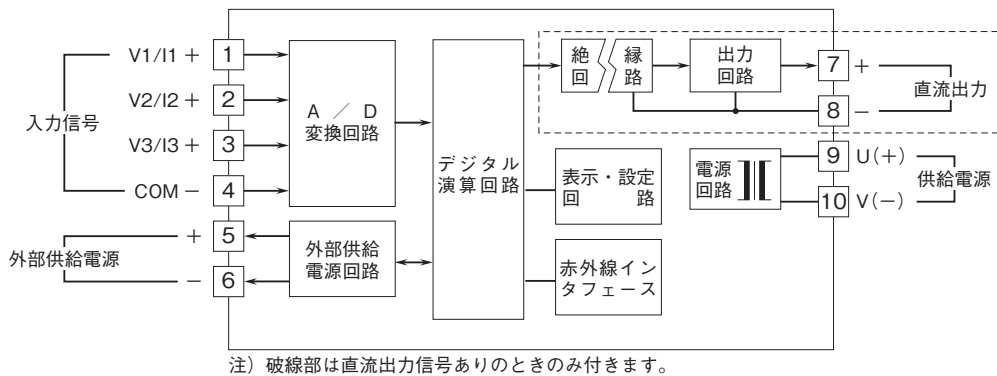 入力信号
V1/I1 +
V2/I2 +
V3/I3 +
COM −
1
2
3
4
A ／ D
変換回路
外部供給電源
+
−
5
6
外部供給
電源回路
デジタル
演算回路
絶
回
縁
路
出力
回路
7
+
8
−
直流出力
表示・設定
回　　　路
赤外線イン
タフェース
電源
回路
9
U(+)
10
V(−)
供給電源
注）破線部は直流出力信号ありのときのみ付きます。